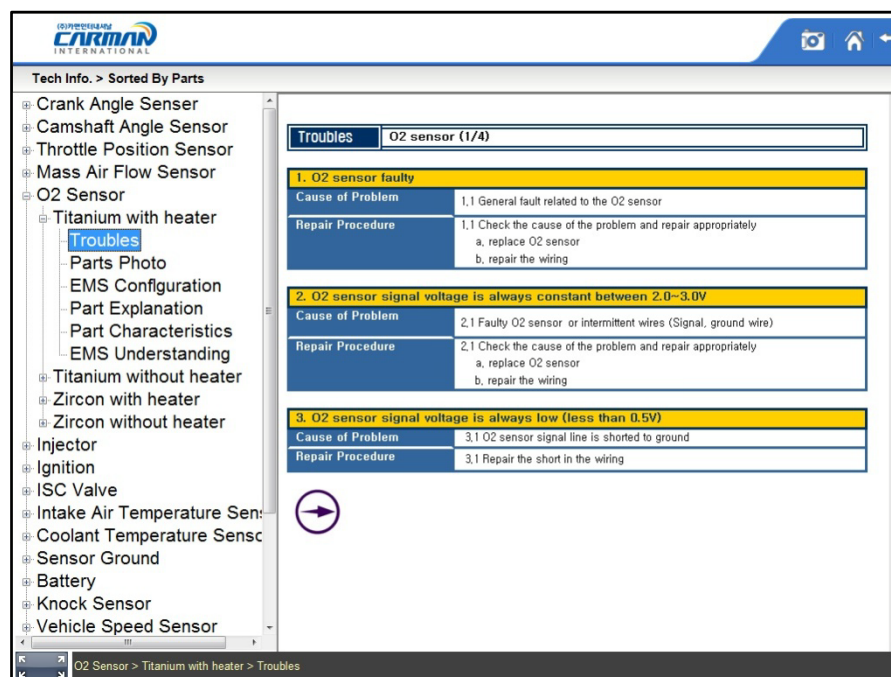 (주)카맨인터내셔날
CARMAN
INTERNATIONAL
Tech Info. > Sorted By Parts
Crank Angle Senser
Camshaft Angle Sensor
Throttle Position Sensor
Mass Air Flow Sensor
O2 Sensor
Titanium with heater
Troubles
Parts Photo
EMS Conflguration
Part Explanation
Part Characteristics
EMS Understanding
Titanium without heater
Zircon with heater
Zircon without heater
Injector
Ignition
ISC Valve
Intake Air Temperature Sen
Coolant Temperature Sensc
Sensor Ground
Battery
Knock Sensor
Vehicle Speed Sensor
Troubles O2 sensor (1/4)
1. O2 sensor faulty
Cause of Problem 1.1 General fault related to the O2 sensor
Repair Procedure 1.1 Check the cause of the problem and repair appropriately
a. replace O2 sensor
b. repair the wiring
2. O2 sensor signal voltage is always constant between 2.0~3.0V
Cause of Problem 2.1 Faulty O2 sensor or intermittent wires (Signal, ground wire)
Repair Procedure 2.1 Check the cause of the problem and repair appropriately
a. replace O2 sensor
b. repair the wiring
3. O2 sensor signal voltage is always low (less than 0.5V)
Cause of Problem 3.1 O2 sensor signal line is shorted to ground
Repair Procedure 3.1 Repair the short in the wiring
O2 Sensor > Titanium with heater > Troubles